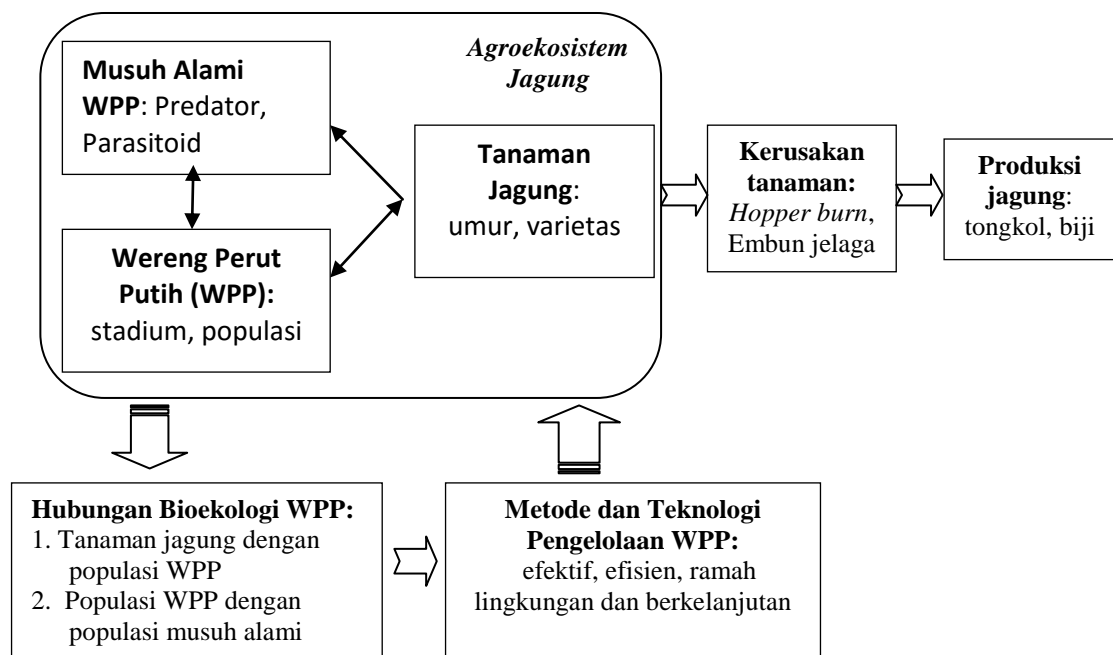 Agroekosistem
Jagung
Musuh Alami
WPP: Predator,
Parasitoid
Wereng Perut
Putih (WPP):
stadium, populasi
Tanaman
Jagung:
umur, varietas
Kerusakan
tanaman:
Hopper burn,
Embun jelaga
Produksi
jagung:
tongkol, biji
Hubungan Bioekologi WPP:
1. Tanaman jagung dengan
populasi WPP
2. Populasi WPP dengan
populasi musuh alami
Metode dan Teknologi
Pengelolaan WPP:
efektif, efisien, ramah
lingkungan dan berkelanjutan